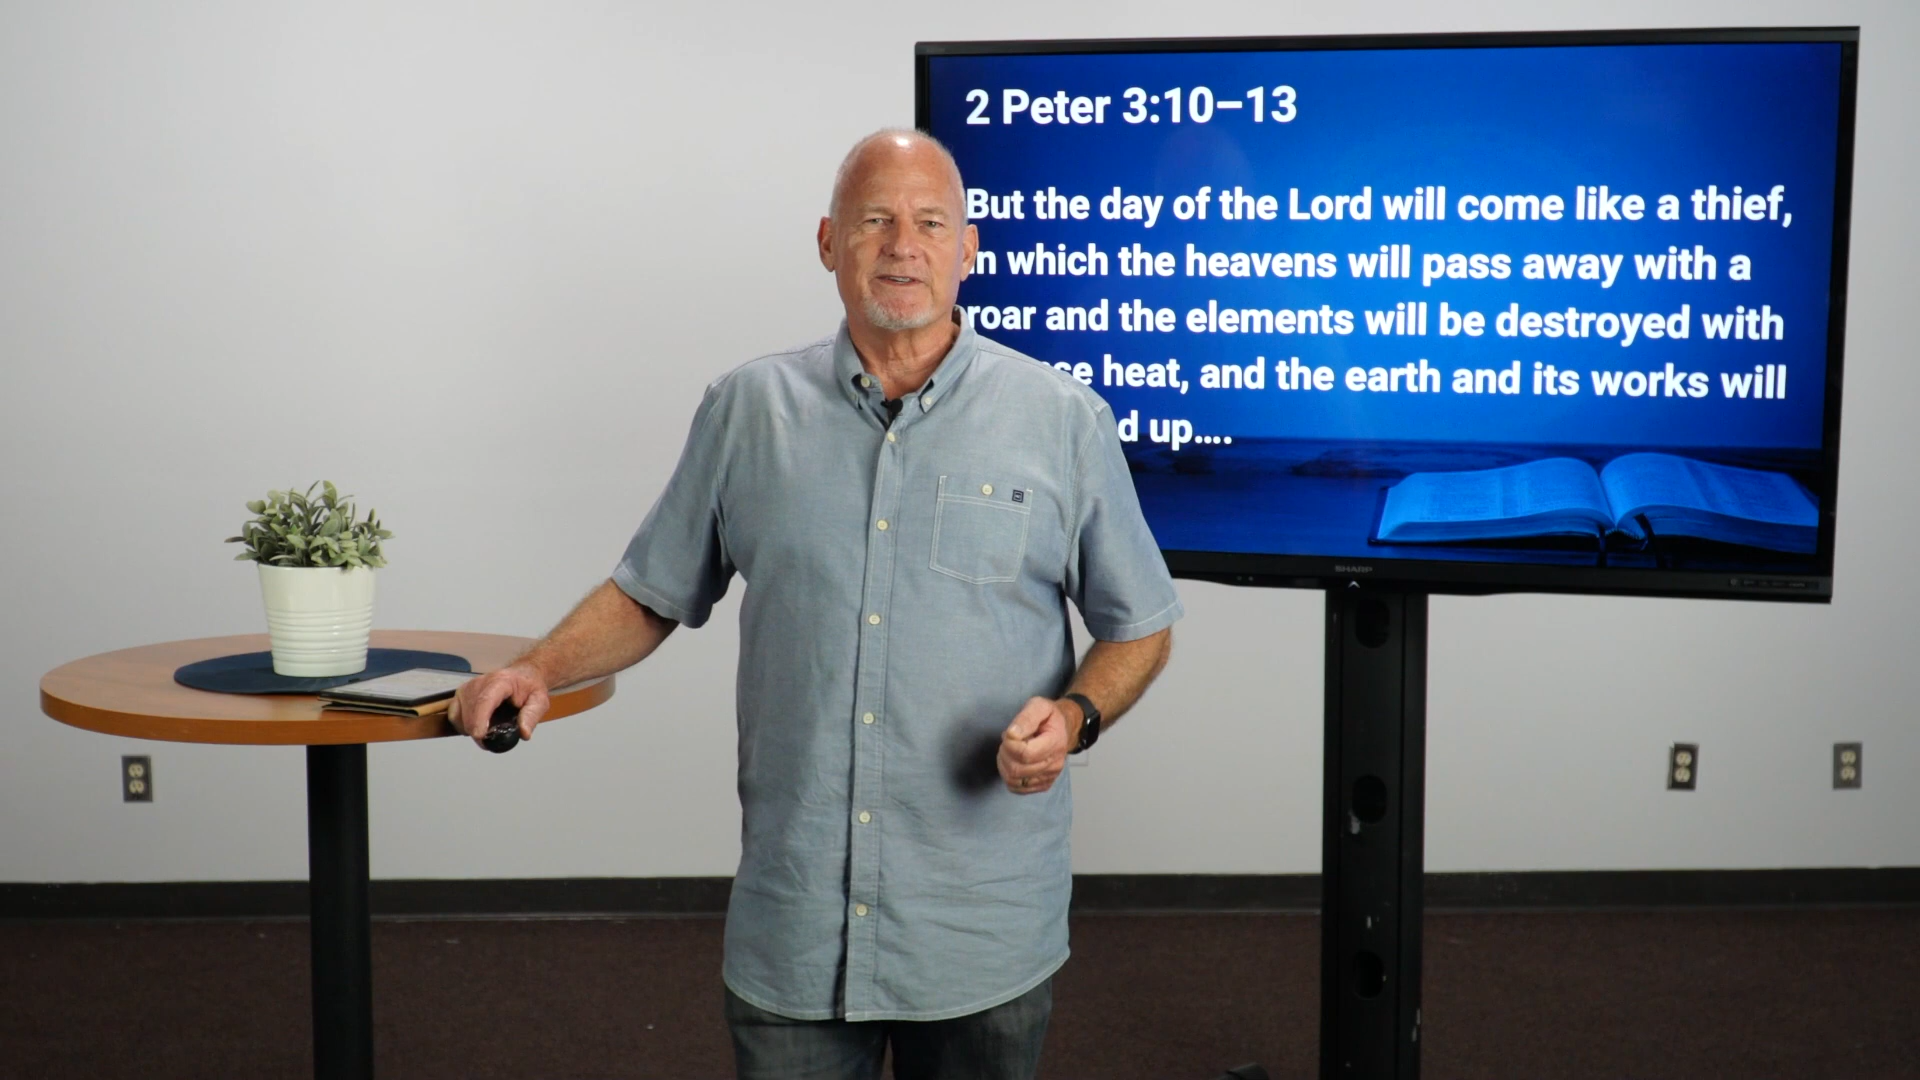 2 Peter 3:10–13
But the day of the Lord will come like a thief,
in which the heavens will pass away with a
roar and the elements will be destroyed with
heat, and the earth and its works will
up....
SHARP